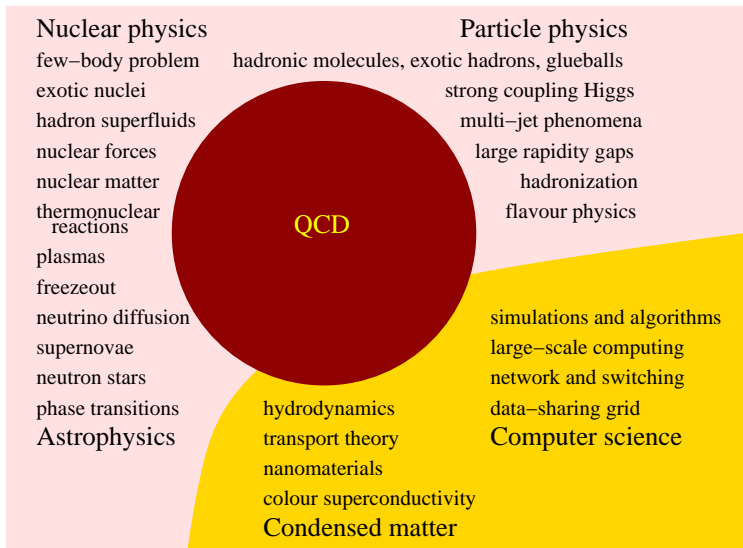 Nuclear physics
few−body problem
exotic nuclei
hadron superfluids
nuclear forces
nuclear matter
thermonuclear
reactions
plasmas
freezeout
neutrino diffusion
supernovae
neutron stars
phase transitions
Astrophysics
Particle physics
hadronic molecules, exotic hadrons, glueballs
strong coupling Higgs
multi−jet phenomena
large rapidity gaps
hadronization
flavour physics
QCD
hydrodynamics
transport theory
nanomaterials
colour superconductivity
Condensed matter
simulations and algorithms
large−scale computing
network and switching
data−sharing grid
Computer science